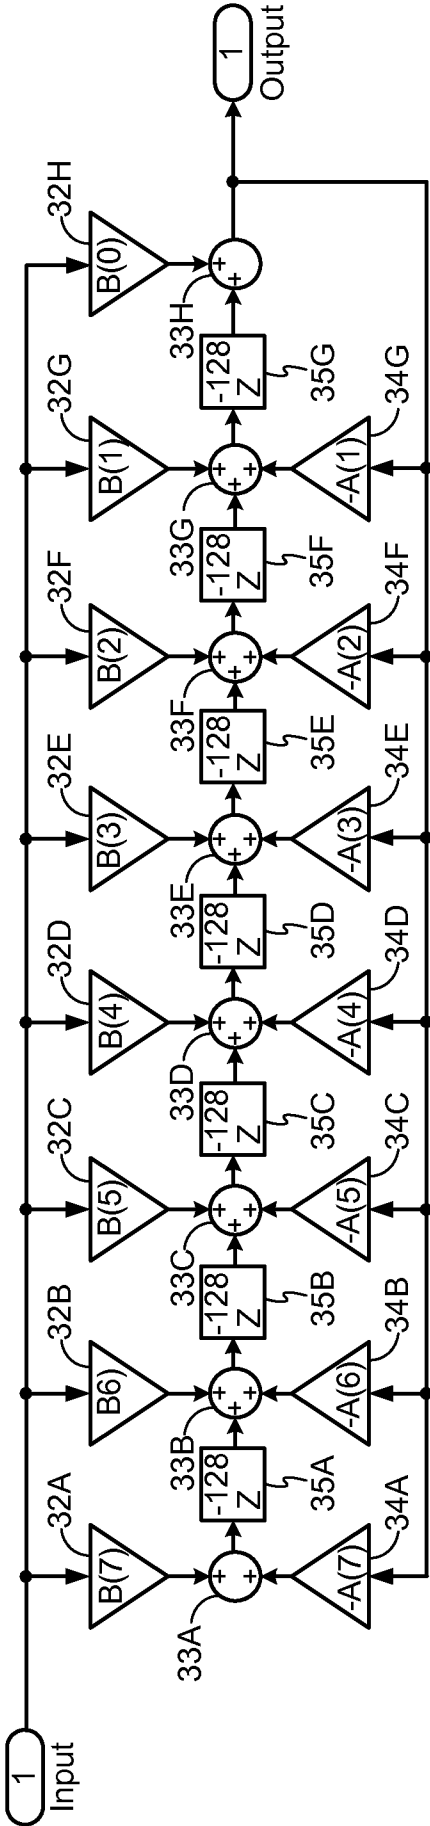 1
Input
32A
32B
32C
32D
32E
32F
32G
32H
B(7)
B6)
B(5)
B(4)
B(3)
B(2)
B(1)
B(0)
33A
33B
33C
33D
33E
33F
33G
33H
+ +
+ + +
+ + +
+ + +
+ + +
+ + +
+ + +
+ +
-128
Z
-128
Z
-128
Z
-128
Z
-128
Z
-128
Z
-128
Z
1
Output
35A
35B
35C
35D
35E
35F
35G
-A(7)
-A(6)
-A(5)
-A(4)
-A(3)
-A(2)
-A(1)
34A
34B
34C
34D
34E
34F
34G